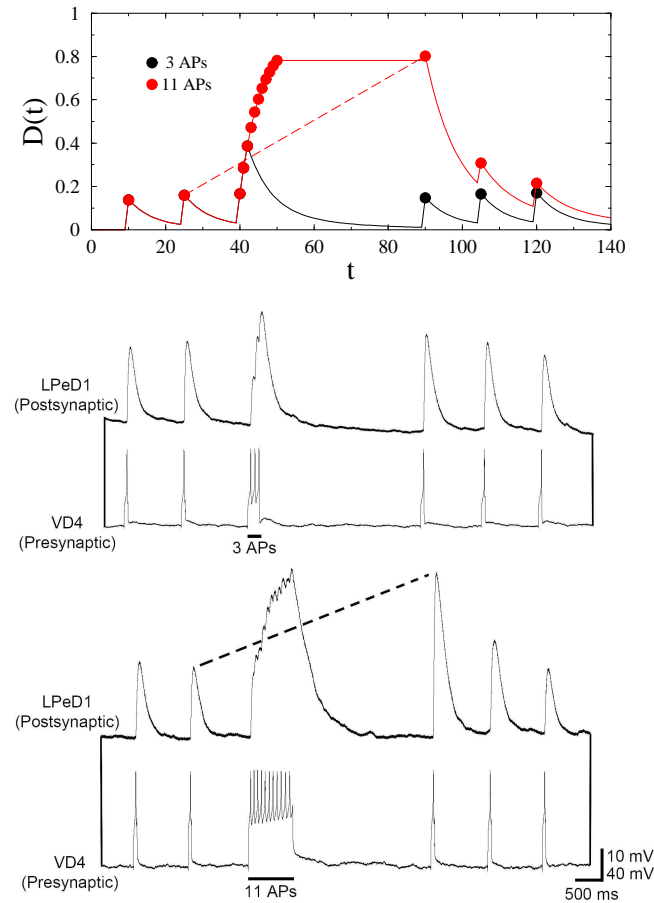 1
0.8
0.6
0.4
0.2
0
D(t)
3 APs
11 APs
0 20 40 60 80 100 120 140
t
LPeD1
(Postsynaptic)
VD4
(Presynaptic)
3 APs
LPeD1
(Postsynaptic)
VD4
(Presynaptic)
11 APs
10 mV
40 mV
500 ms